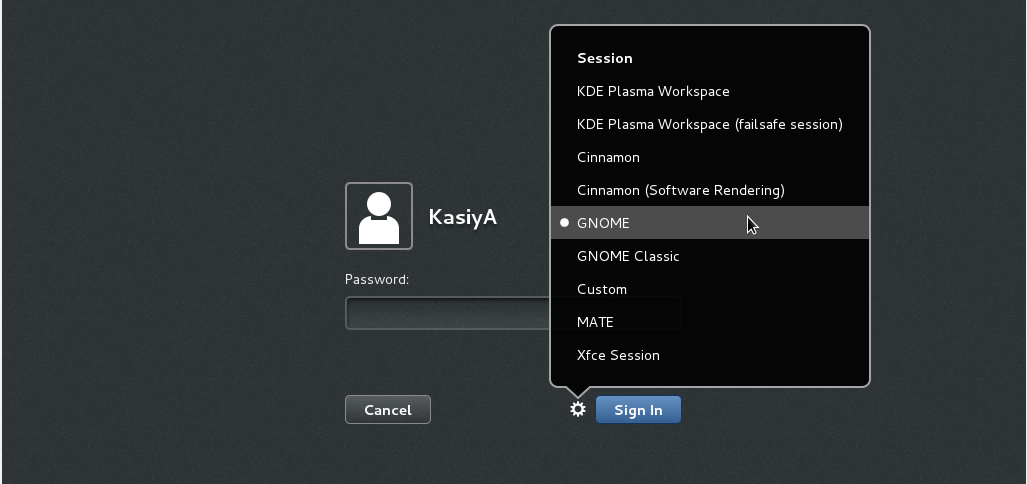 Session
KDE Plasma Workspace
KDE Plasma Workspace (failsafe session)
Cinnamon
Cinnamon (Software Rendering)
GNOME
GNOME Classic
Custom
MATE
Xfce Session
KasiyA
Password:
Cancel
Sign In